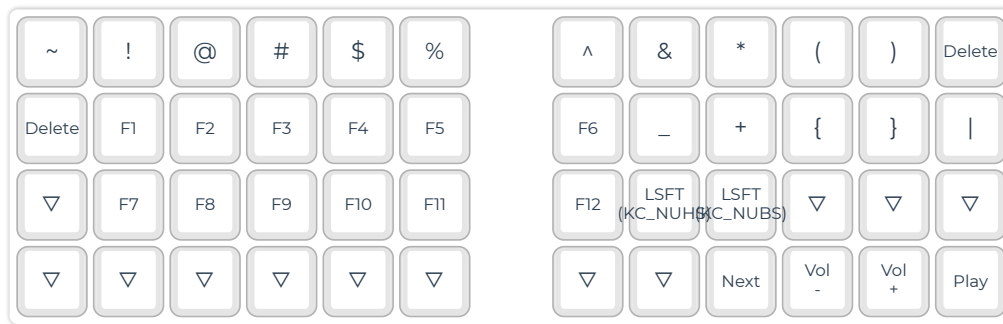 ~ ! @ # $ % ^ & * ( ) Delete
Delete F1 F2 F3 F4 F5 F6 _ + { } |
▽ F7 F8 F9 F10 F11 F12 LSFT (KC_NUHS) LSFT (KC_NUBS) ▽ ▽ ▽
▽ ▽ ▽ ▽ ▽ ▽ ▽ ▽ Next Vol - Vol + Play